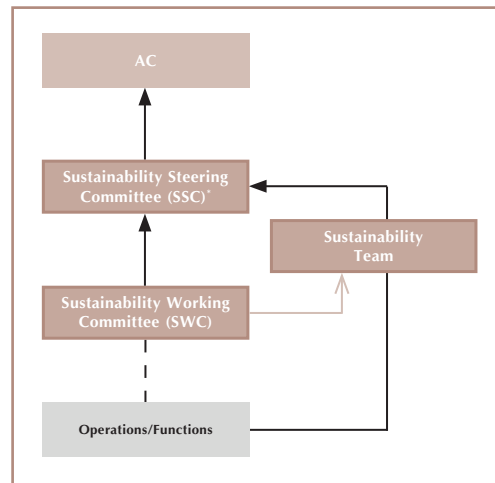 AC
Sustainability Steering
Committee (SSC)*
Sustainability
Team
Sustainability Working
Committee (SWC)
Operations/Functions